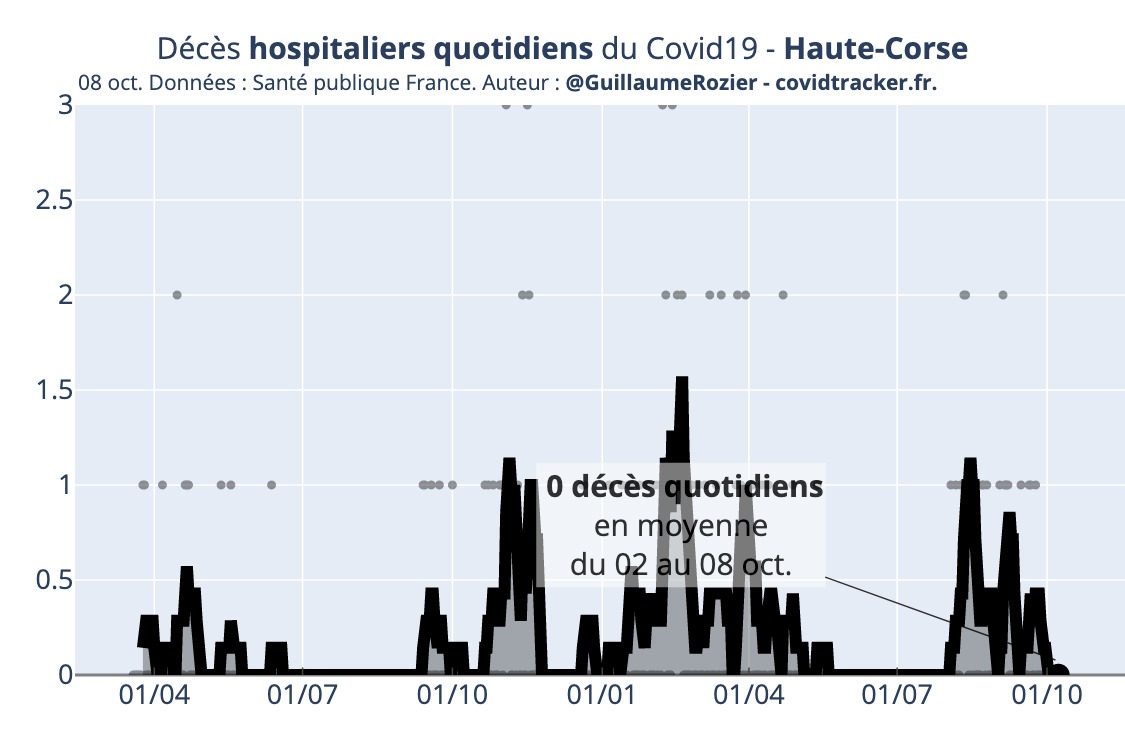 Décès hospitaliers quotidiens du Covid19 - Haute-Corse
08 oct. Données : Santé publique France. Auteur : @GuillaumeRozier - covidtracker.fr.
3
2.5
2
1.5
1
0.5
0
0 décès quotidiens
en moyenne
du 02 au 08 oct.
01/04 01/07 01/10 01/01 01/04 01/07 01/10